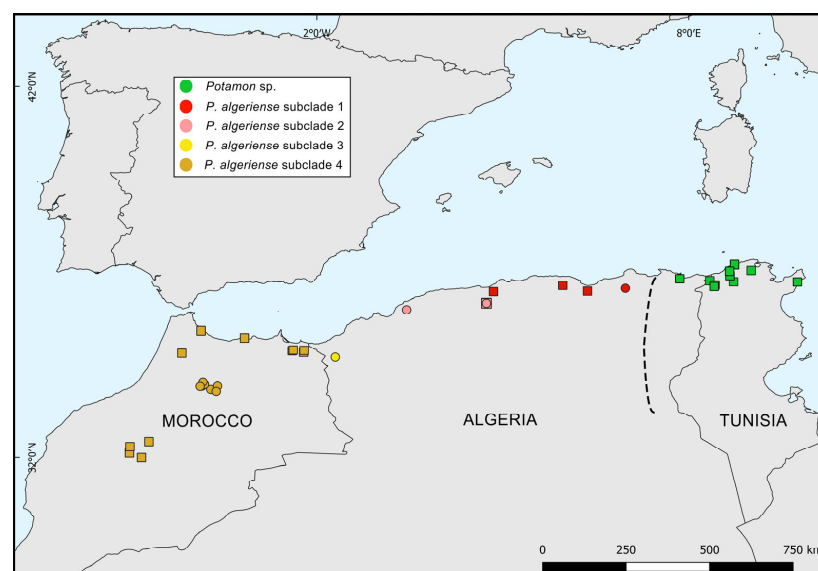 2°0'W
8°0'E
42°0'N
Potamon sp.
P. algeriense subclade 1
P. algeriense subclade 2
P. algeriense subclade 3
P. algeriense subclade 4
MOROCCO
ALGERIA
TUNISIA
32°0'N
0 250 500 750 km